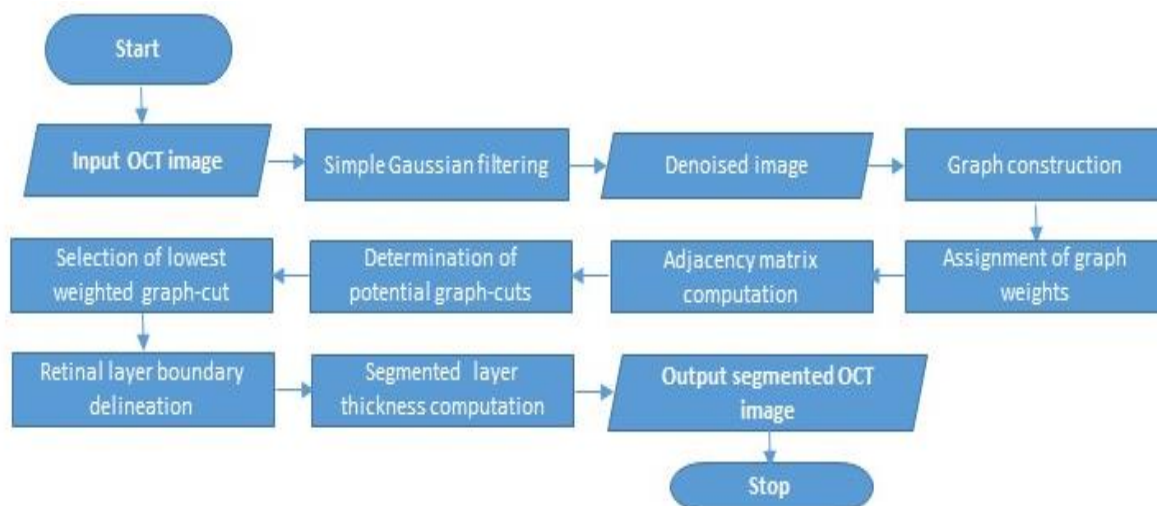 Start
Input OCT image
Simple Gaussian filtering
Denoised image
Graph construction
Assignment of graph
weights
Adjacency matrix
computation
Determination of
potential graph-cuts
Selection of lowest
weighted graph-cut
Retinal layer boundary
delineation
Segmented layer
thickness computation
Output segmented OCT
image
Stop